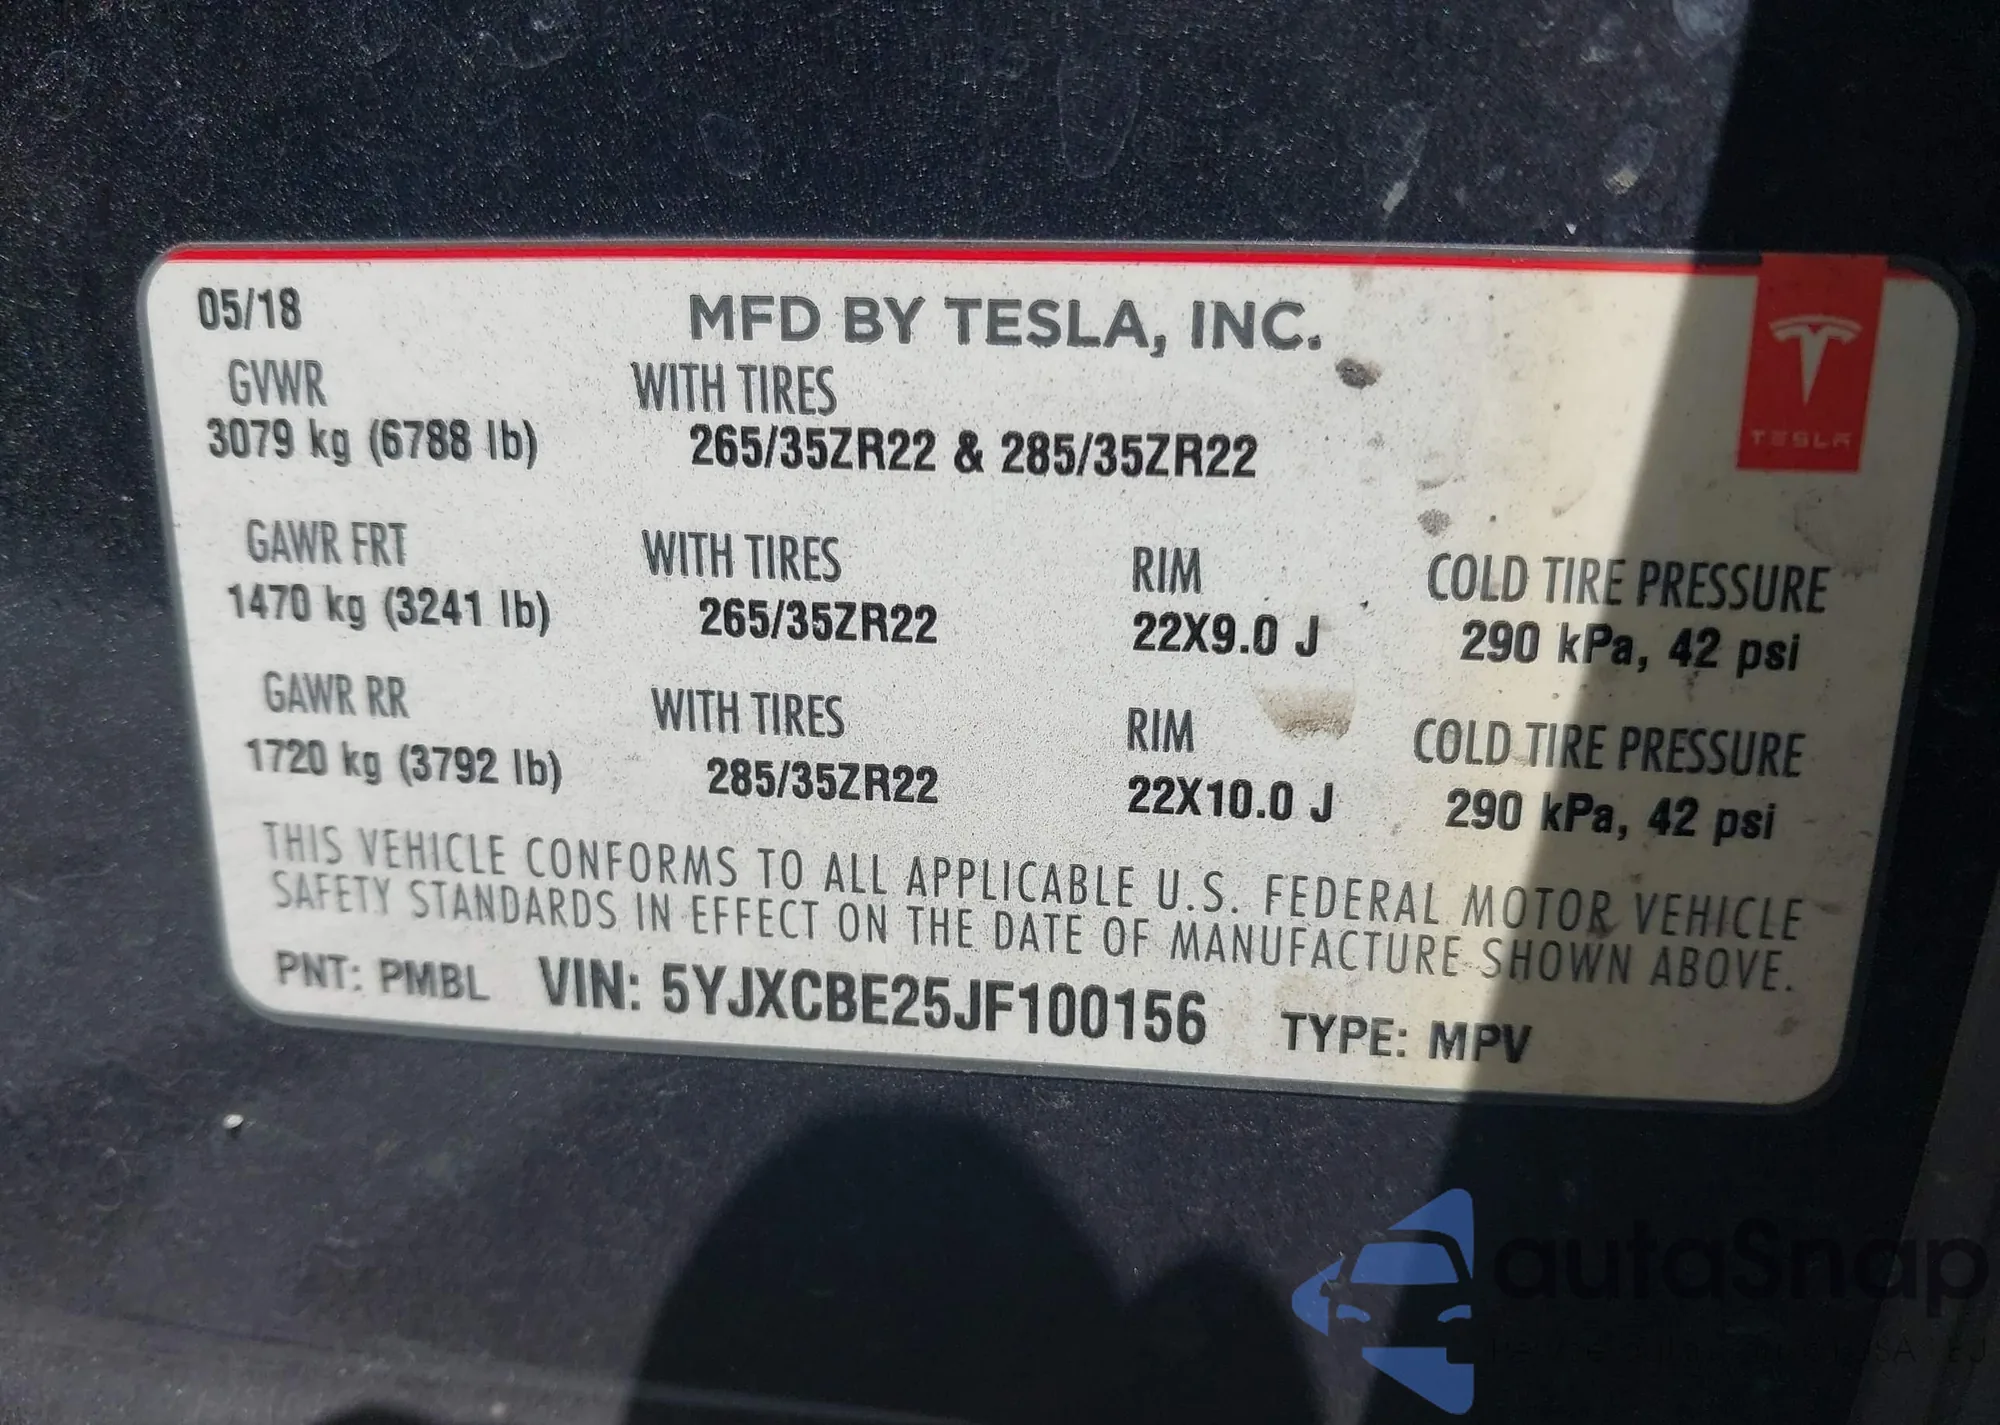 05/18 MFD BY TESLA, INC.
GVWR WITH TIRES
3079 kg (6788 lb) 265/35ZR22 & 285/35ZR22
TESLA
GAWR FRT WITH TIRES RIM COLD TIRE PRESSURE
1470 kg (3241 lb) 265/35ZR22 22X9.0 J 290 kPa, 42 psi
GAWR RR WITH TIRES RIM COLD TIRE PRESSURE
1720 kg (3792 lb) 285/35ZR22 22X10.0 J 290 kPa, 42 psi
THIS VEHICLE CONFORMS TO ALL APPLICABLE U.S. FEDERAL MOTOR VEHICLE
SAFETY STANDARDS IN EFFECT ON THE DATE OF MANUFACTURE SHOWN ABOVE.
PNT: PMBL VIN: 5YJXCBE25JF100156 TYPE: MPV
autoSnap